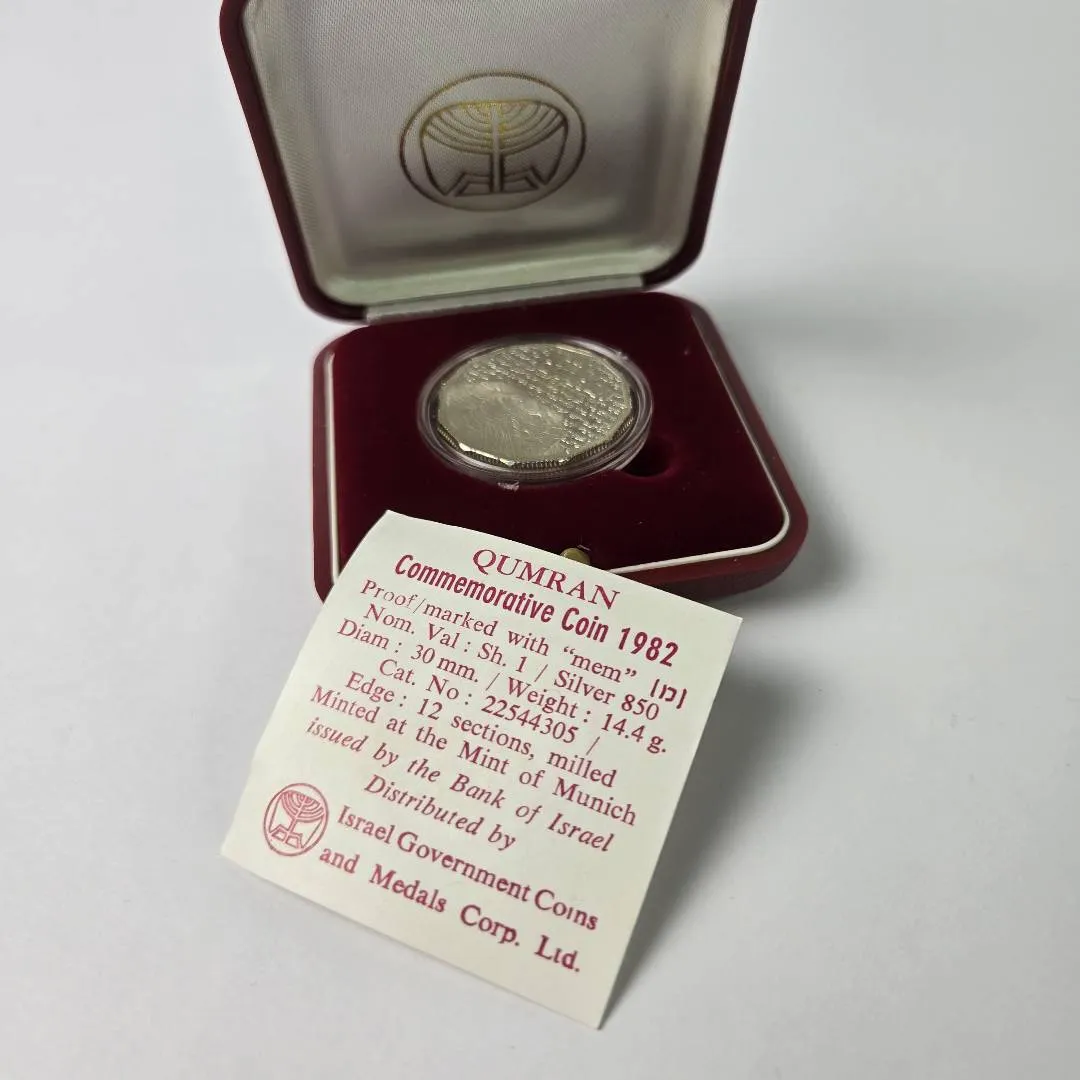 QUMRAN
Commemorative Coin 1982
Proof/marked with “mem” (מ)
Nom. Val : Sh. 1 / Silver 850
Diam : 30 mm. / Weight : 14.4 g.
Cat. No : 22544305 /
Edge : 12 sections, milled
Minted at the Mint of Munich
issued by the Bank of Israel
Distributed by
Israel Government Coins
and Medals Corp. Ltd.